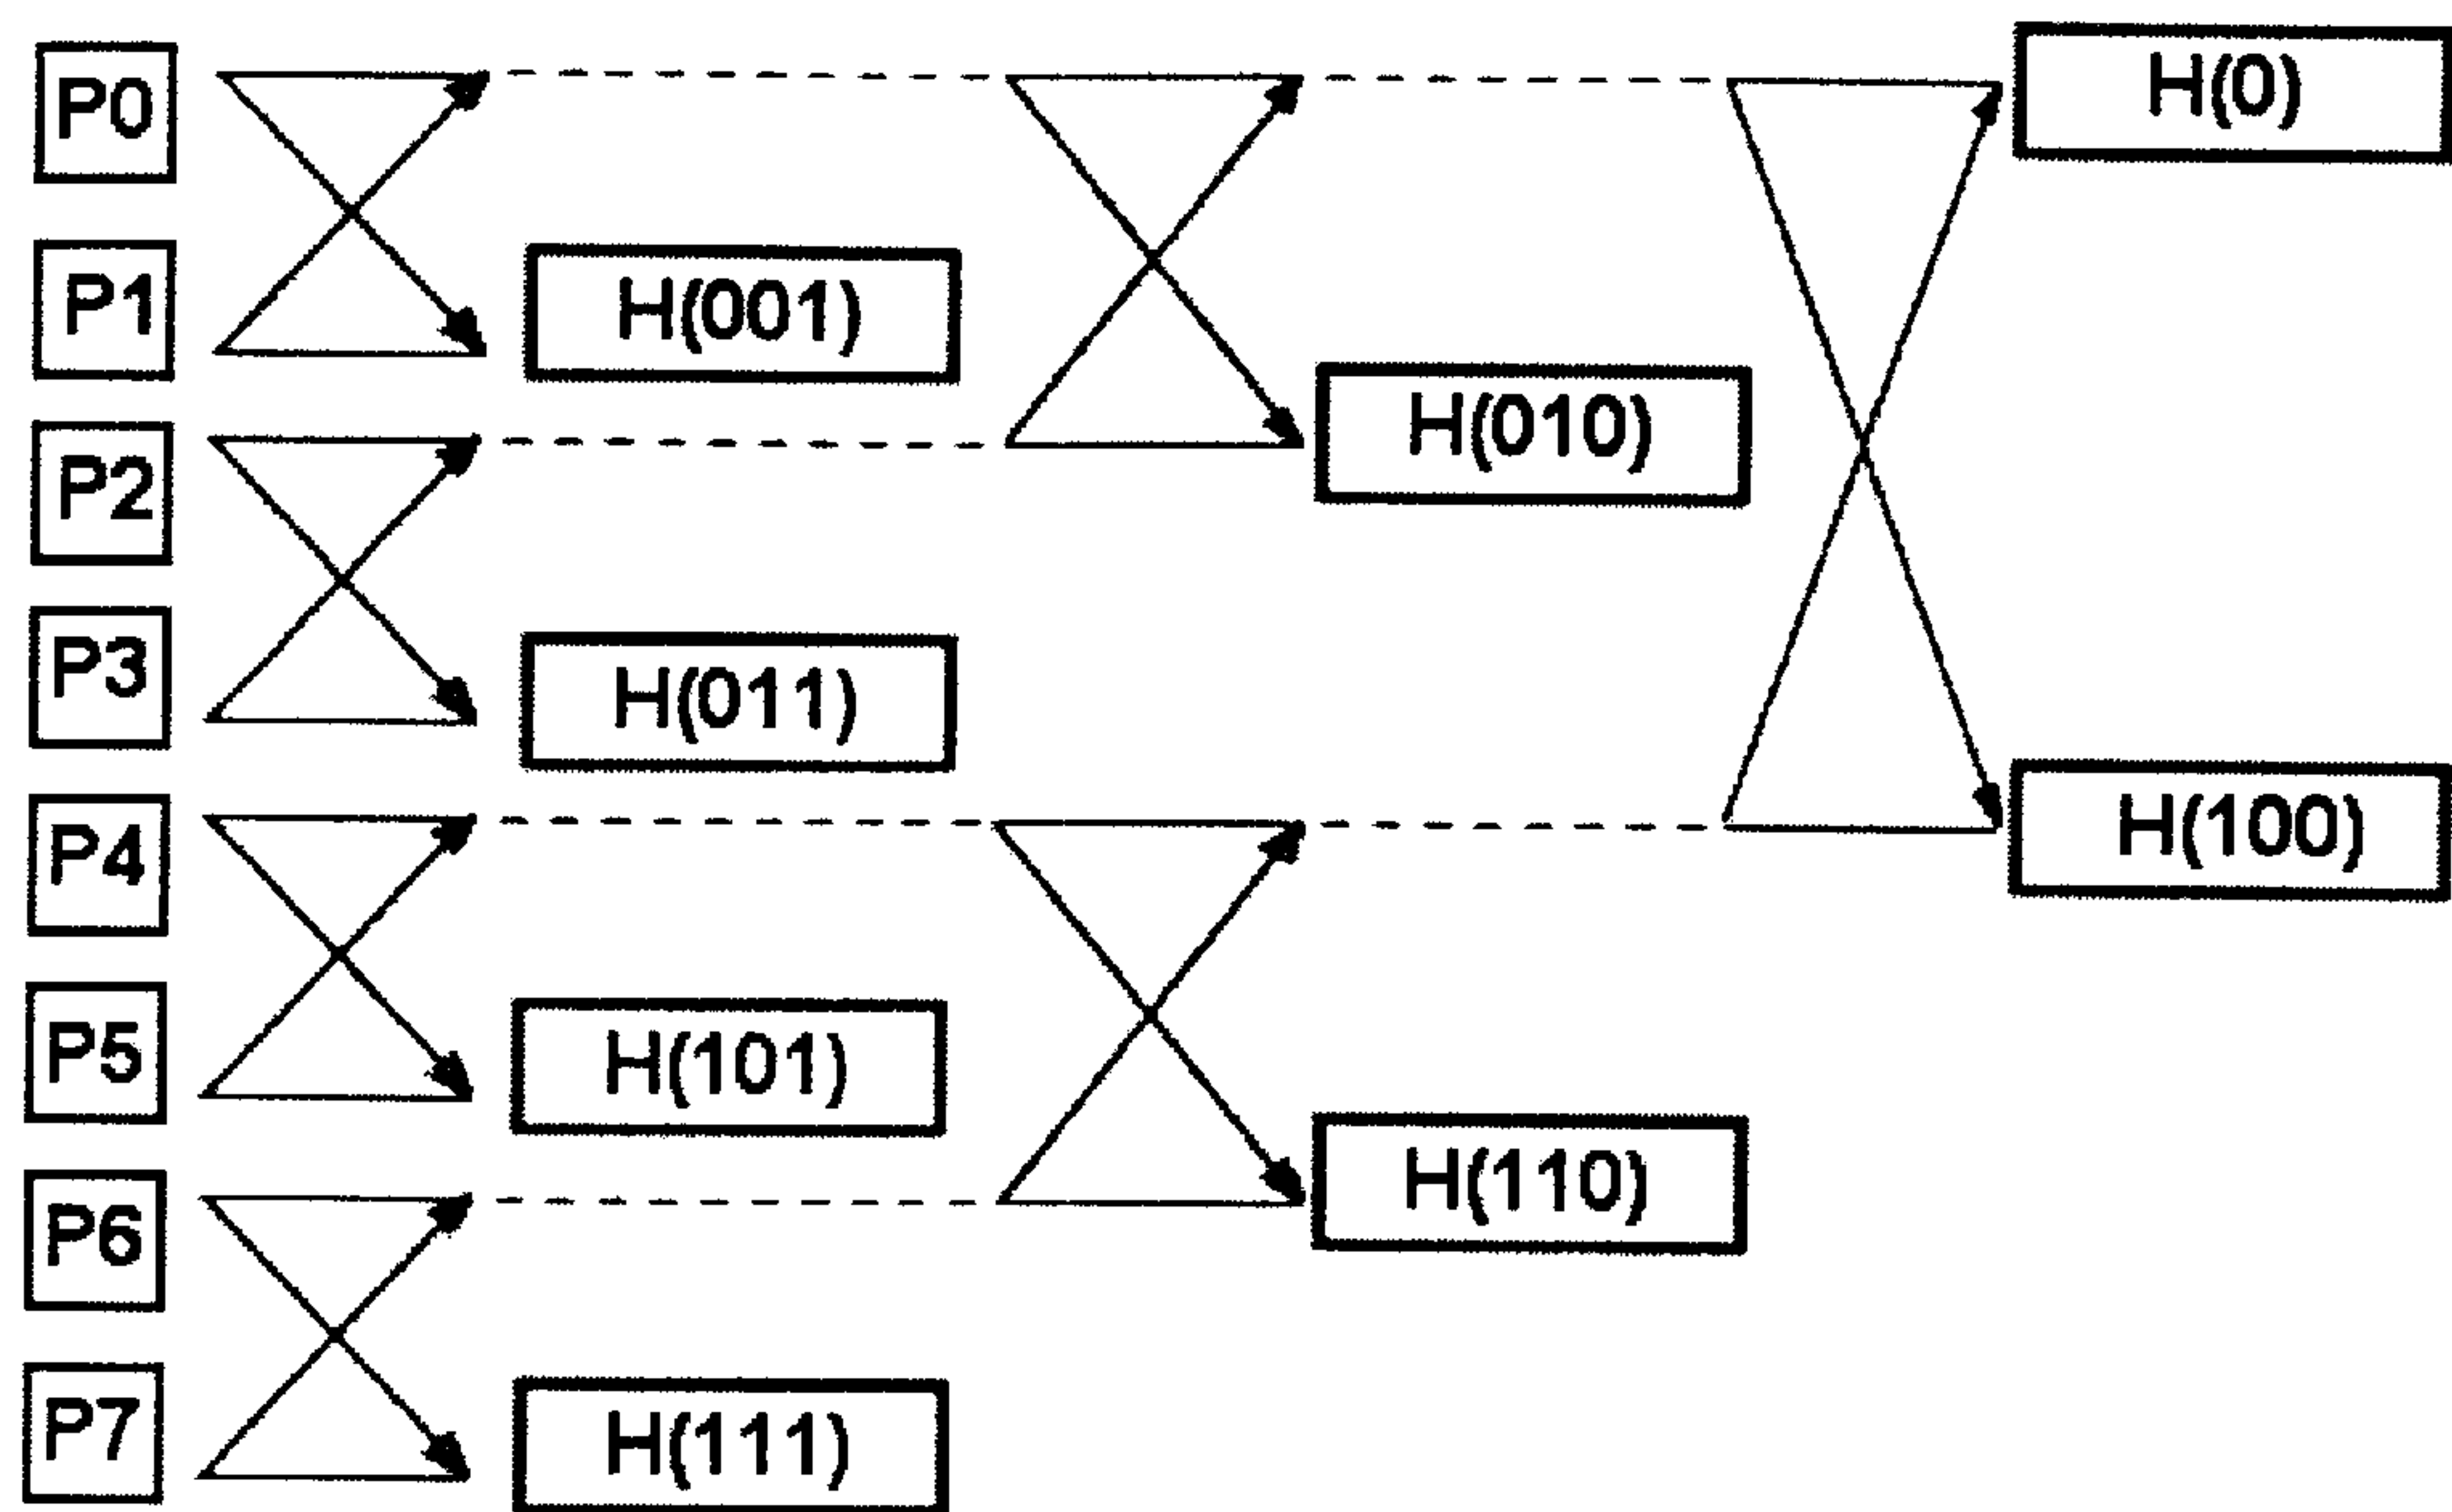 P0
H(0)
P1
H(001)
P2
H(010)
P3
H(011)
P4
H(100)
P5
H(101)
P6
H(110)
P7
H(111)